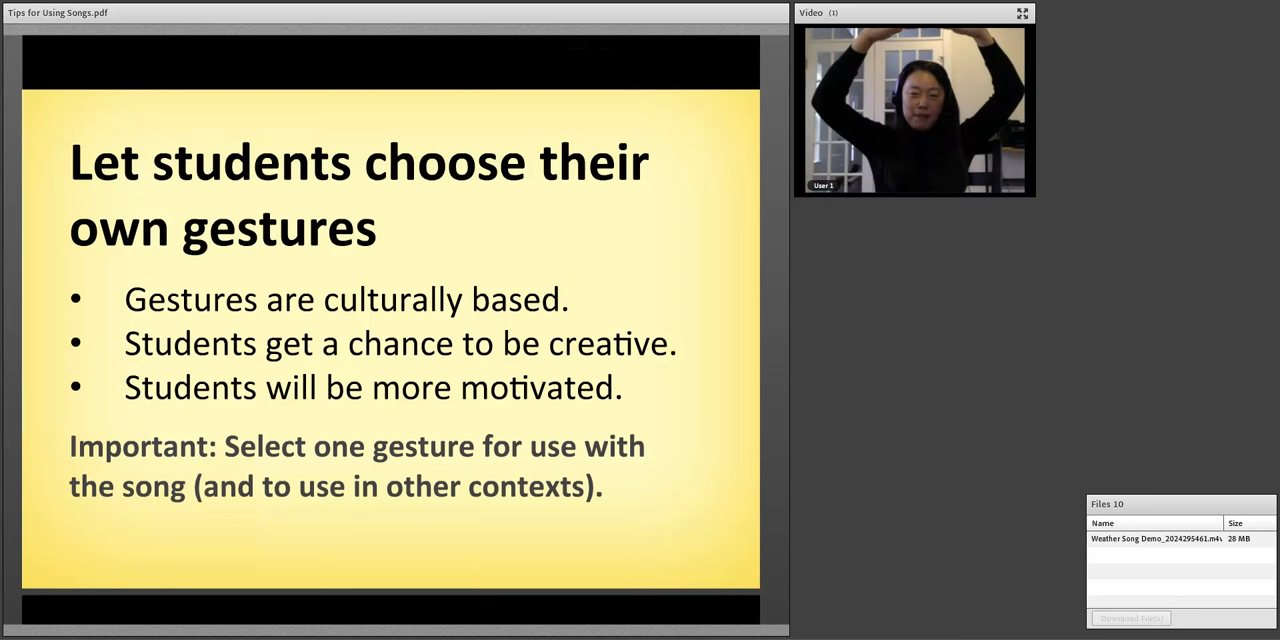 Tips for Using Songs.pdf
Video (1)
User 1
Let students choose their
own gestures
• Gestures are culturally based.
• Students get a chance to be creative.
• Students will be more motivated.
Important: Select one gesture for use with
the song (and to use in other contexts).
Files 10
Name Size
Weather Song Demo_2024295461.m4v 28 MB
Download File(s)